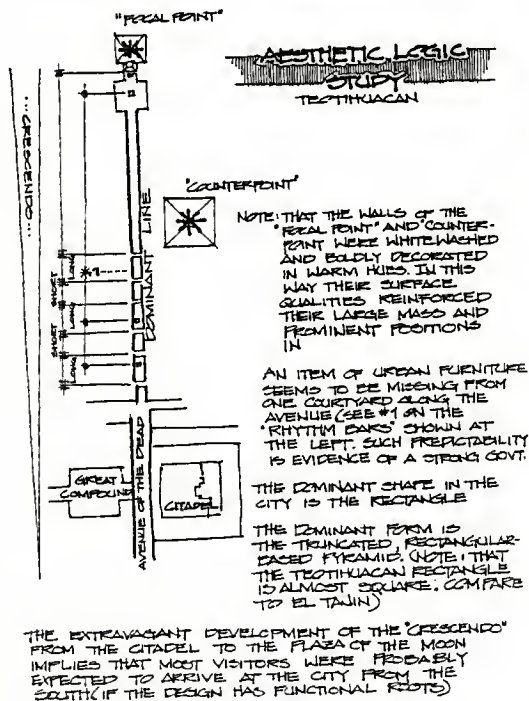 "FOCAL POINT"
AESTHETIC LOGIC
STUDY
TEOTIHUACAN
... CRESCENDO ...
"COUNTERPOINT"
DOMINANT LINE
LONG
SHORT
LONG
SHORT
LONG
*1
NOTE: THAT THE WALLS OF THE
"FOCAL POINT" AND "COUNTER-
POINT WERE WHITEWASHED
AND BOLDLY DECORATED
IN WARM HUES. IN THIS
WAY THEIR SURFACE
QUALITIES REINFORCED
THEIR LARGE MASS AND
PROMINENT POSITIONS
IN
AN ITEM OF URBAN FURNITURE
SEEMS TO BE MISSING FROM
ONE COURTYARD ALONG THE
AVENUE (SEE #1 ON THE
"RHYTHM BARS" SHOWN AT
THE LEFT. SUCH PREDICTABILITY
IS EVIDENCE OF A STRONG GOVT.
THE DOMINANT SHAPE IN THE
CITY IS THE RECTANGLE
THE DOMINANT FORM IS
THE TRUNCATED, RECTANGULAR-
BASED PYRAMID. (NOTE: THAT
THE TEOTIHUACAN RECTANGLE
IS ALMOST SQUARE. COMPARE
TO EL TAJIN)
GREAT
COMPOUND
AVENUE OF THE DEAD
CITADEL
THE EXTRAVAGANT DEVELOPMENT OF THE "CRESCENDO"
FROM THE CITADEL TO THE PLAZA OF THE MOON
IMPLIES THAT MOST VISITORS WERE PROBABLY
EXPECTED TO ARRIVE AT THE CITY FROM THE
SOUTH (IF THE DESIGN HAS FUNCTIONAL ROOTS)